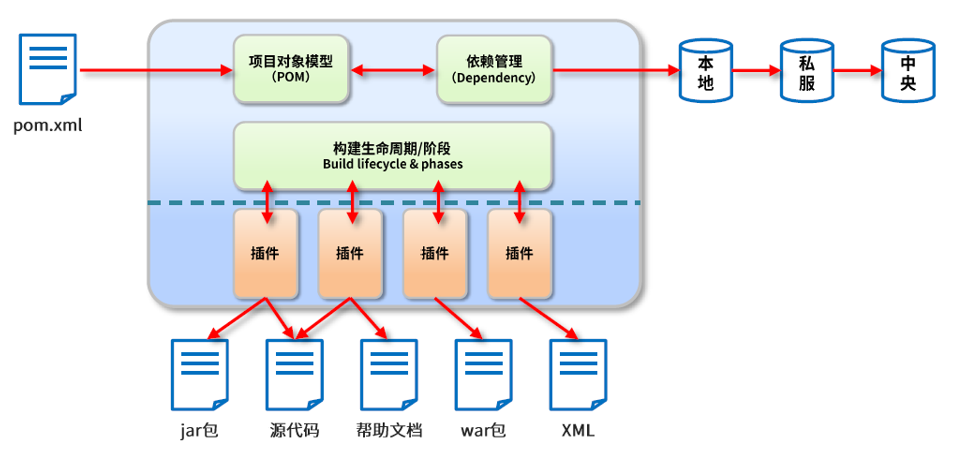 项目对象模型
（POM）
依赖管理
（Dependency）
本
地
私
服
中
央
pom.xml
构建生命周期/阶段
Build lifecycle & phases
插件
插件
插件
插件
jar包
源代码
帮助文档
war包
XML